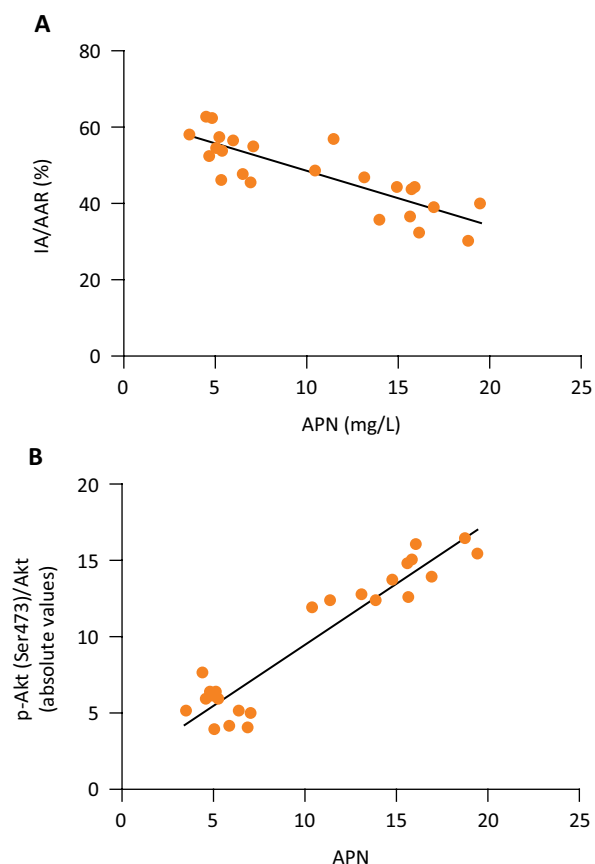 A
80
60
40
20
0
IA/AAR (%)
0 5 10 15 20 25
APN (mg/L)
B
20
15
10
5
0
p-Akt (Ser473)/Akt
(absolute values)
0 5 10 15 20 25
APN